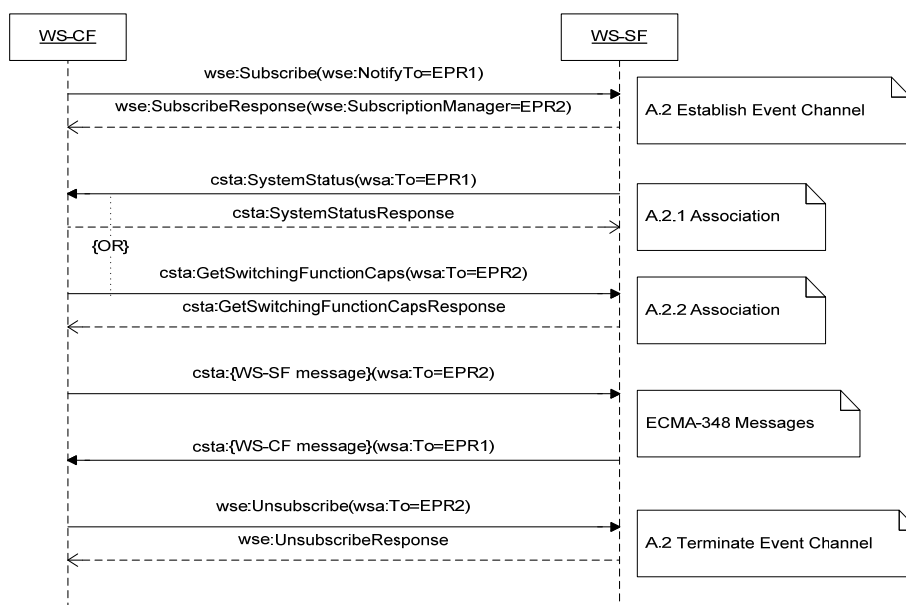 WS-CF
WS-SF
wse:Subscribe(wse:NotifyTo=EPR1)
wse:SubscribeResponse(wse:SubscriptionManager=EPR2)
A.2 Establish Event Channel
csta:SystemStatus(wsa:To=EPR1)
csta:SystemStatusResponse
A.2.1 Association
{OR}
csta:GetSwitchingFunctionCaps(wsa:To=EPR2)
csta:GetSwitchingFunctionCapsResponse
A.2.2 Association
csta:{WS-SF message}(wsa:To=EPR2)
ECMA-348 Messages
csta:{WS-CF message}(wsa:To=EPR1)
wse:Unsubscribe(wsa:To=EPR2)
wse:UnsubscribeResponse
A.2 Terminate Event Channel